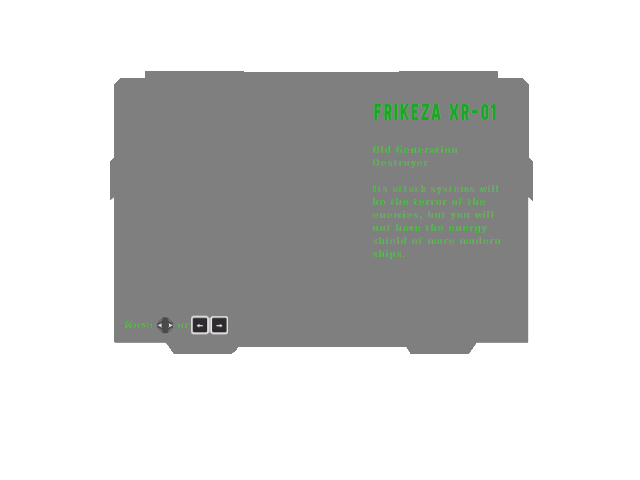 FRIKEZA XR-01
Old Generation
Destroyer
Its attack systems will
be the terror of the
enemies, but you will
not have the energy
shield of more modern
ships.
or